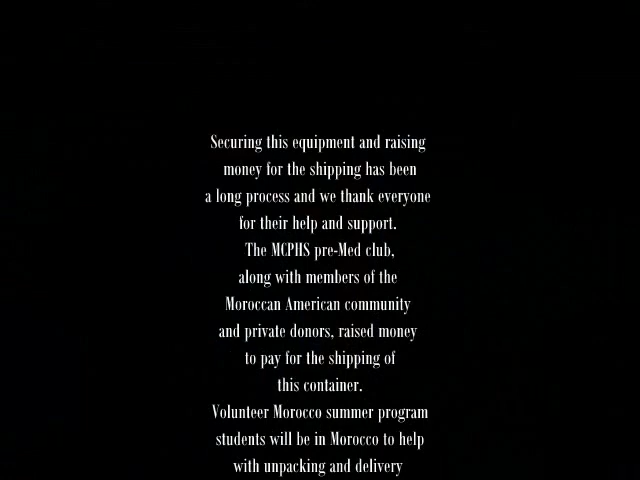 Securing this equipment and raising
money for the shipping has been
a long process and we thank everyone
for their help and support.
The MCPHS pre-Med club,
along with members of the
Moroccan American community
and private donors, raised money
to pay for the shipping of
this container.
Volunteer Morocco summer program
students will be in Morocco to help
with unpacking and delivery